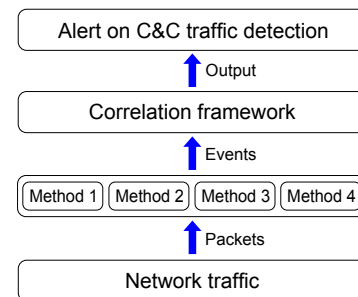 Alert on C&C traffic detection
Output
Correlation framework
Events
Method 1 Method 2 Method 3 Method 4
Packets
Network traffic